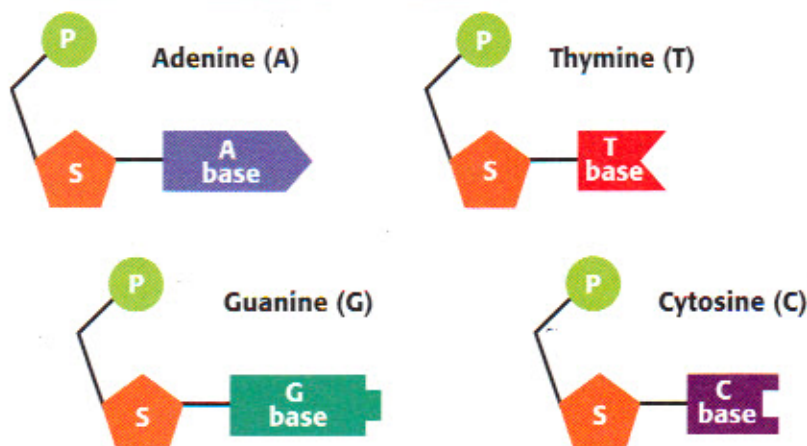 P
Adenine (A)
S
A
base
P
Thymine (T)
S
T
base
P
Guanine (G)
S
G
base
P
Cytosine (C)
S
C
base